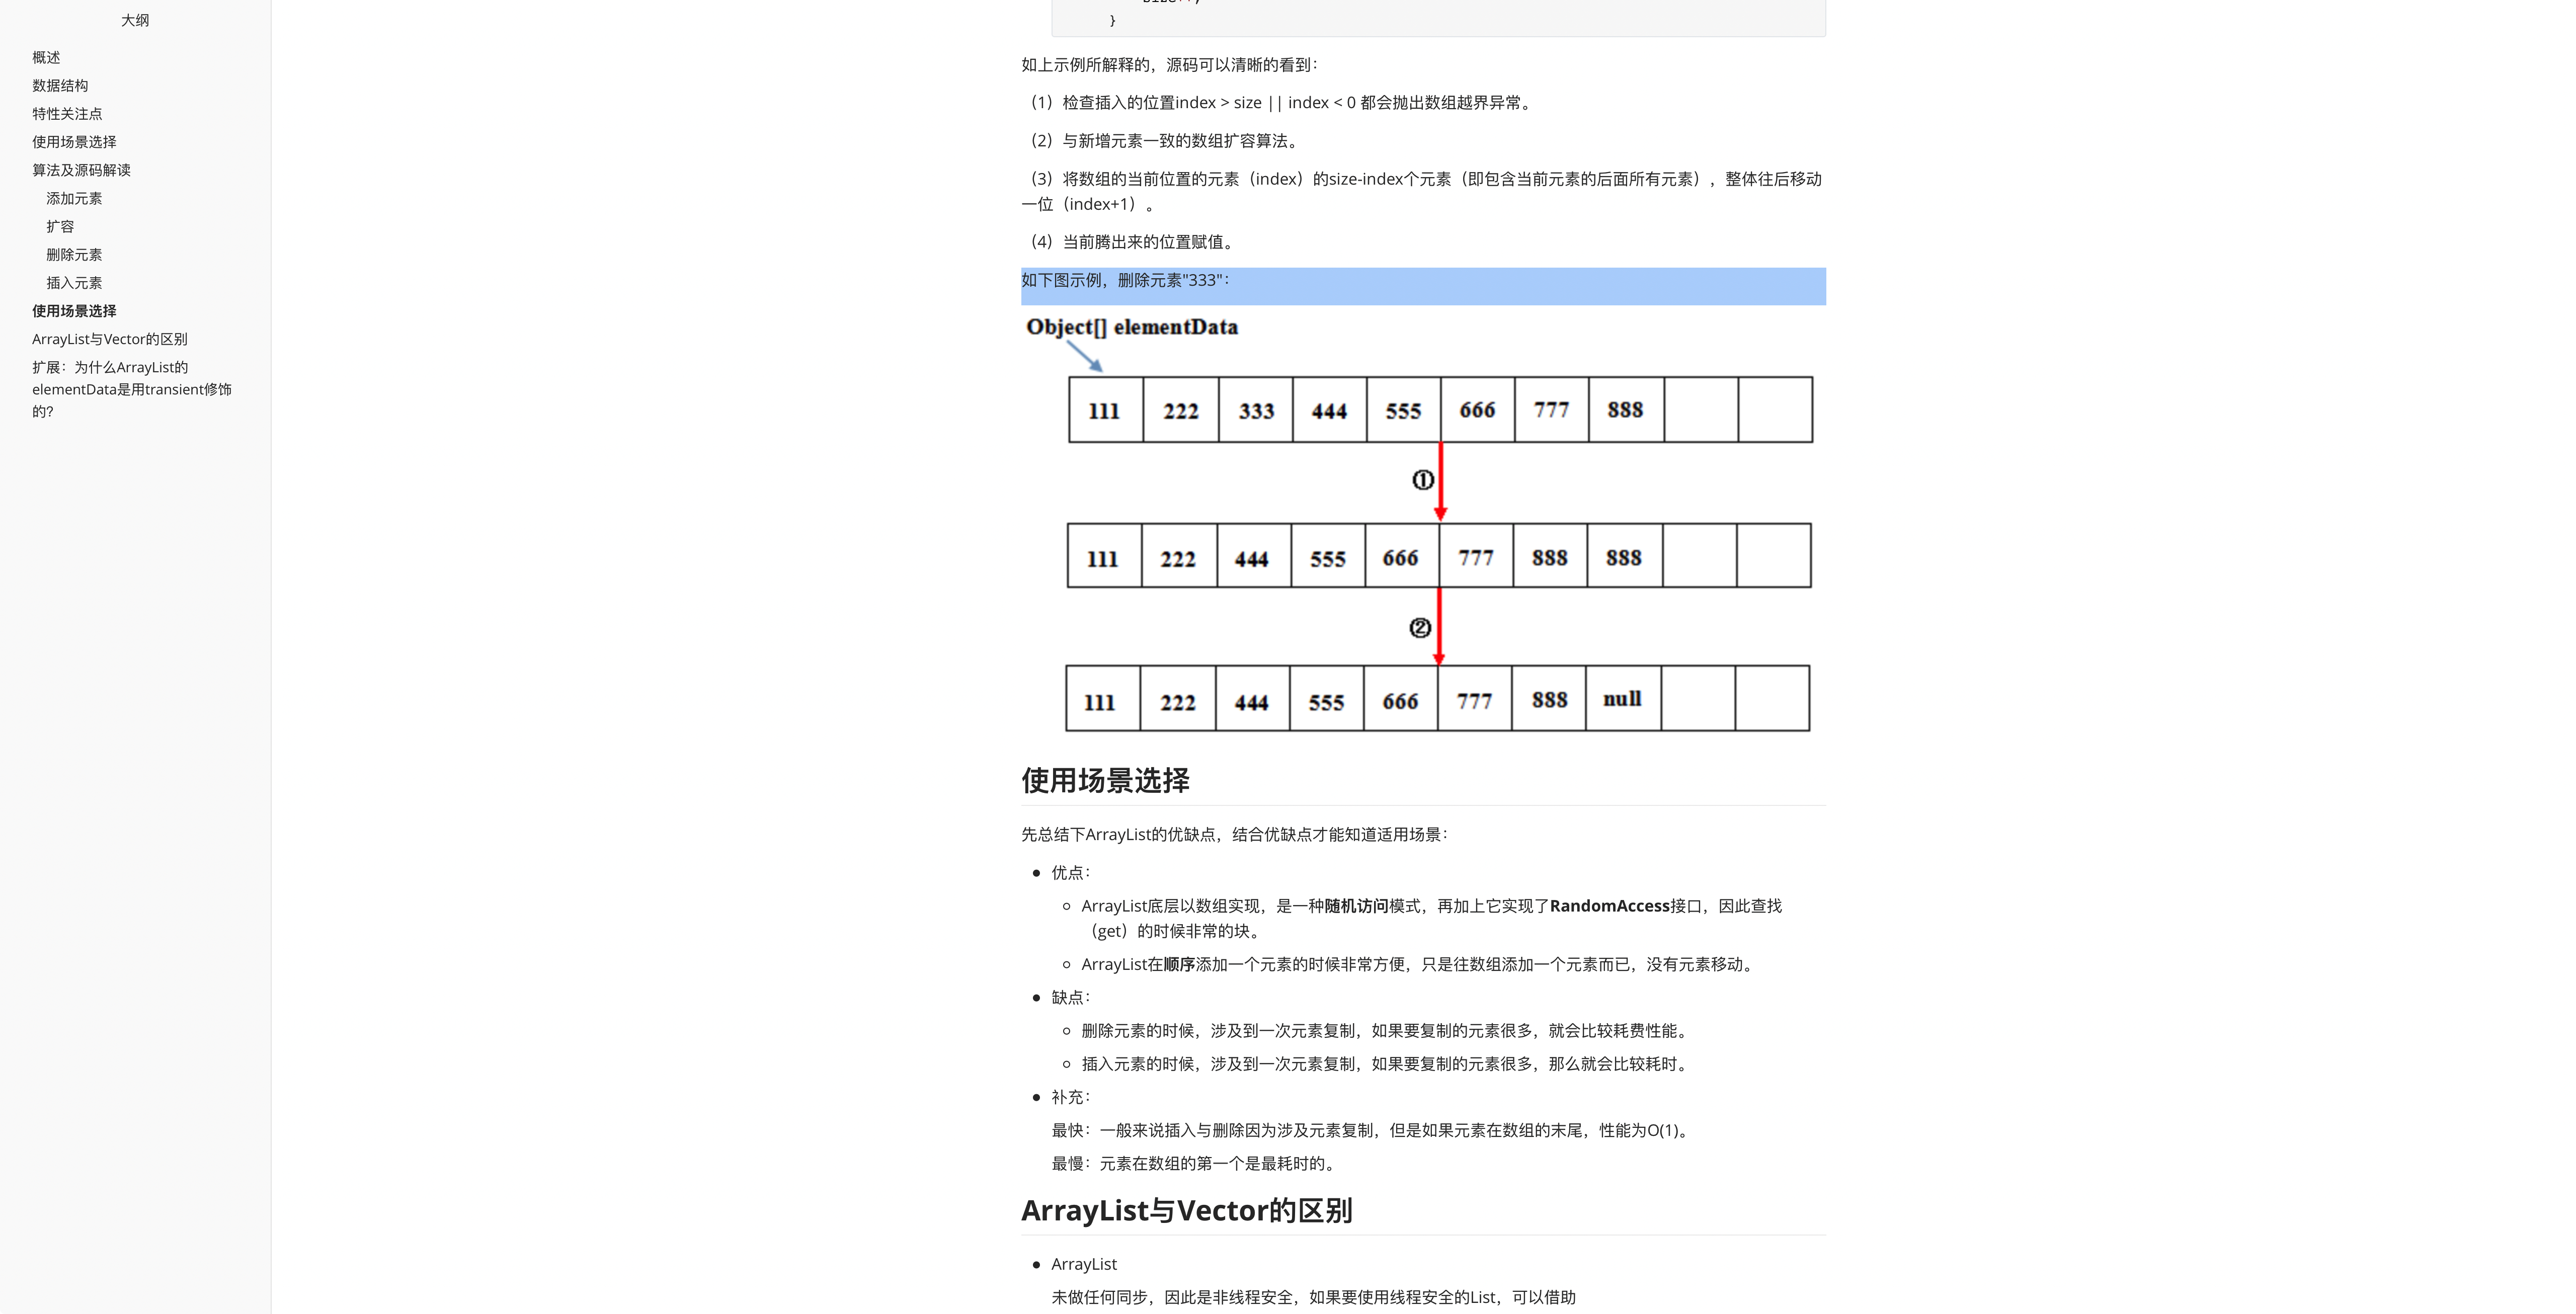 大纲
概述
数据结构
特性关注点
使用场景选择
算法及源码解读
添加元素
扩容
删除元素
插入元素
使用场景选择
ArrayList与Vector的区别
扩展：为什么ArrayList的
elementData是用transient修饰
的?
}
如上示例所解释的，源码可以清晰的看到：
（1）检查插入的位置index > size || index < 0 都会抛出数组越界异常。
（2）与新增元素一致的数组扩容算法。
（3）将数组的当前位置的元素（index）的size-index个元素（即包含当前元素的后面所有元素），整体往后移动
一位（index+1）。
（4）当前腾出来的位置赋值。
如下图示例，删除元素"333"：
Object[] elementData
111 222 333 444 555 666 777 888
①
111 222 444 555 666 777 888 888
②
111 222 444 555 666 777 888 null
使用场景选择
先总结下ArrayList的优缺点，结合优缺点才能知道适用场景：
优点：
ArrayList底层以数组实现，是一种随机访问模式，再加上它实现了RandomAccess接口，因此查找
（get）的时候非常的块。
ArrayList在顺序添加一个元素的时候非常方便，只是往数组添加一个元素而已，没有元素移动。
缺点：
删除元素的时候，涉及到一次元素复制，如果要复制的元素很多，就会比较耗费性能。
插入元素的时候，涉及到一次元素复制，如果要复制的元素很多，那么就会比较耗时。
补充：
最快：一般来说插入与删除因为涉及元素复制，但是如果元素在数组的末尾，性能为O(1)。
最慢：元素在数组的第一个是最耗时的。
ArrayList与Vector的区别
ArrayList
未做任何同步，因此是非线程安全，如果要使用线程安全的List，可以借助